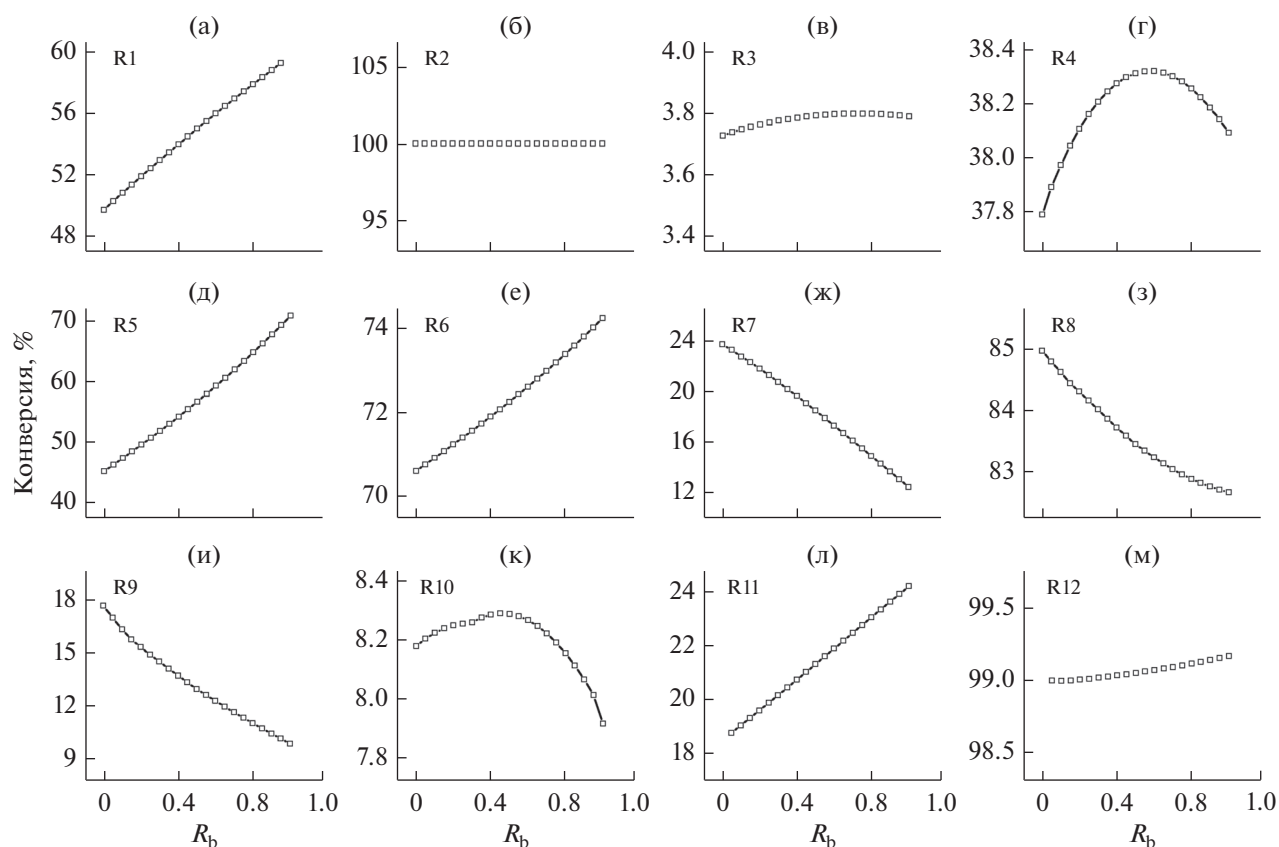 (а) (б) (в) (г)
60 R1 105 R2 4.0 R3 38.4 R4
56 100 3.8 38.2
52 95 3.6 38.0
48 3.4 37.8
(д) (е) (ж) (з)
Конверсия, %
70 R5 74 R6 24 R7 85 R8
60 72 20 84
50 70 16 83
40 12
(и) (к) (л) (м)
18 R9 8.4 R10 24 R11 99.5 R12
15 8.2 22 99.0
12 8.0 20 98.5
9 7.8 18
0 0.4 0.8 1.0 0 0.4 0.8 1.0 0 0.4 0.8 1.0 0 0.4 0.8 1.0
Rb Rb Rb Rb